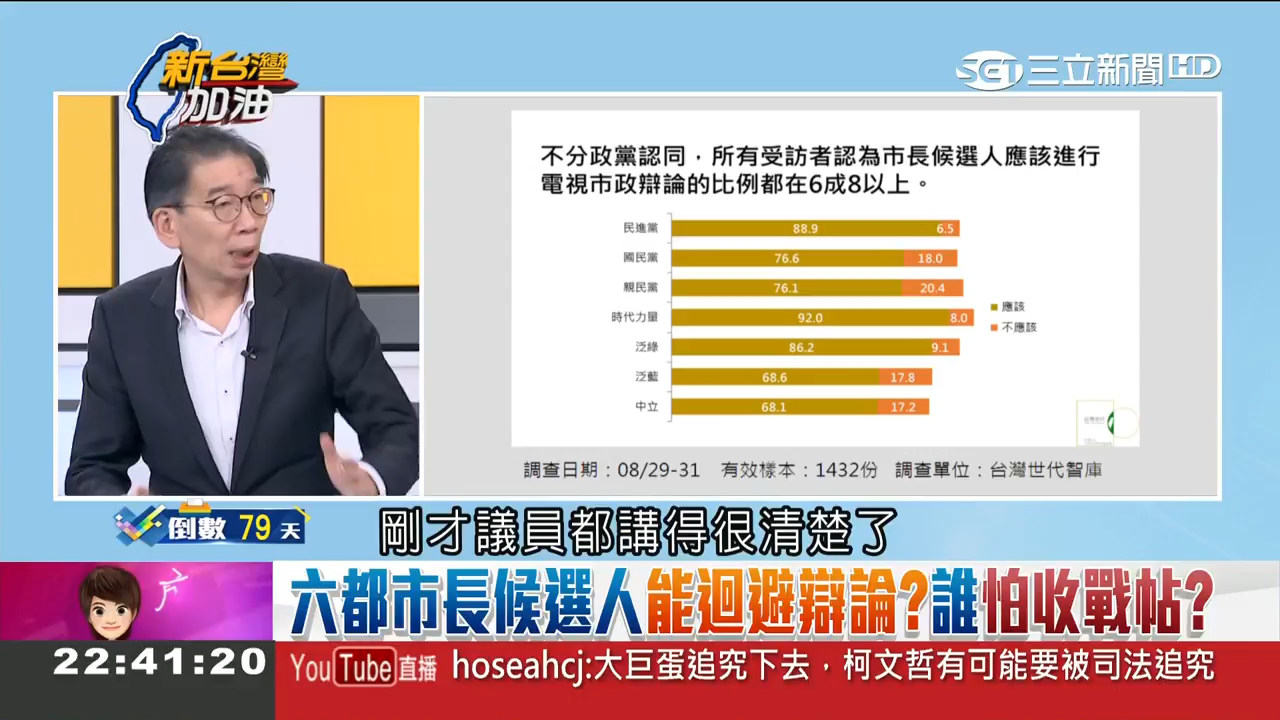 新台灣
加油
SET三立新聞HD
不分政黨認同，所有受訪者認為市長候選人應該進行
電視市政辯論的比例都在6成8以上。
民進黨 88.9 6.5
國民黨 76.6 18.0
親民黨 76.1 20.4
時代力量 92.0 8.0
泛綠 86.2 9.1
泛藍 68.6 17.8
中立 68.1 17.2
應該
不應該
調查日期：08/29-31 有效樣本：1432份 調查單位：台灣世代智庫
倒數79天
剛才議員都講得很清楚了
六都市長候選人能迴避辯論?誰怕收戰帖?
22:41:20
YouTube直播 hoseahcj:大巨蛋追究下去，柯文哲有可能要被司法追究